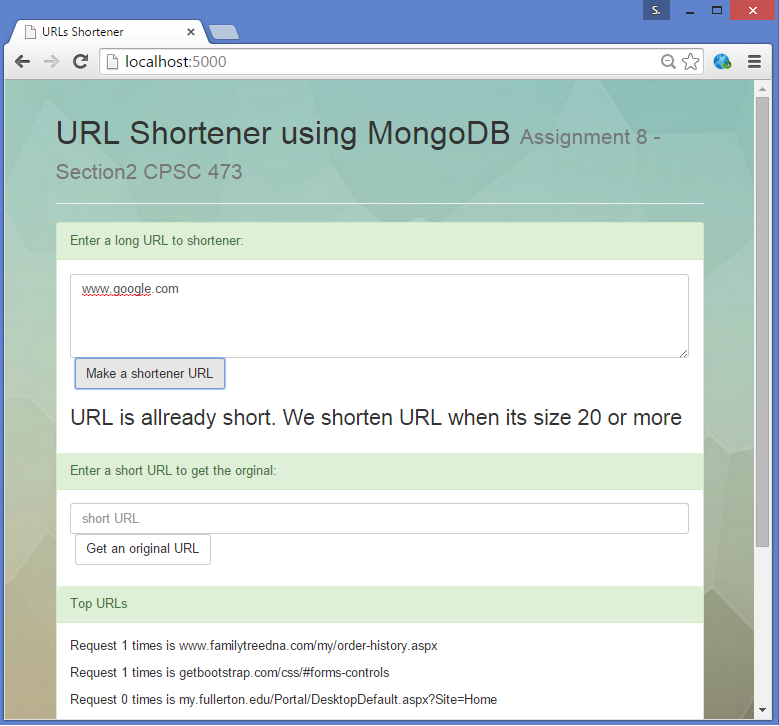 S.
URLs Shortener
localhost:5000
URL Shortener using MongoDB Assignment 8 -
Section2 CPSC 473
Enter a long URL to shortener:
www.google.com
Make a shortener URL
URL is allready short. We shorten URL when its size 20 or more
Enter a short URL to get the orginal:
short URL
Get an original URL
Top URLs
Request 1 times is www.familytreedna.com/my/order-history.aspx
Request 1 times is getbootstrap.com/css/#forms-controls
Request 0 times is my.fullerton.edu/Portal/DesktopDefault.aspx?Site=Home